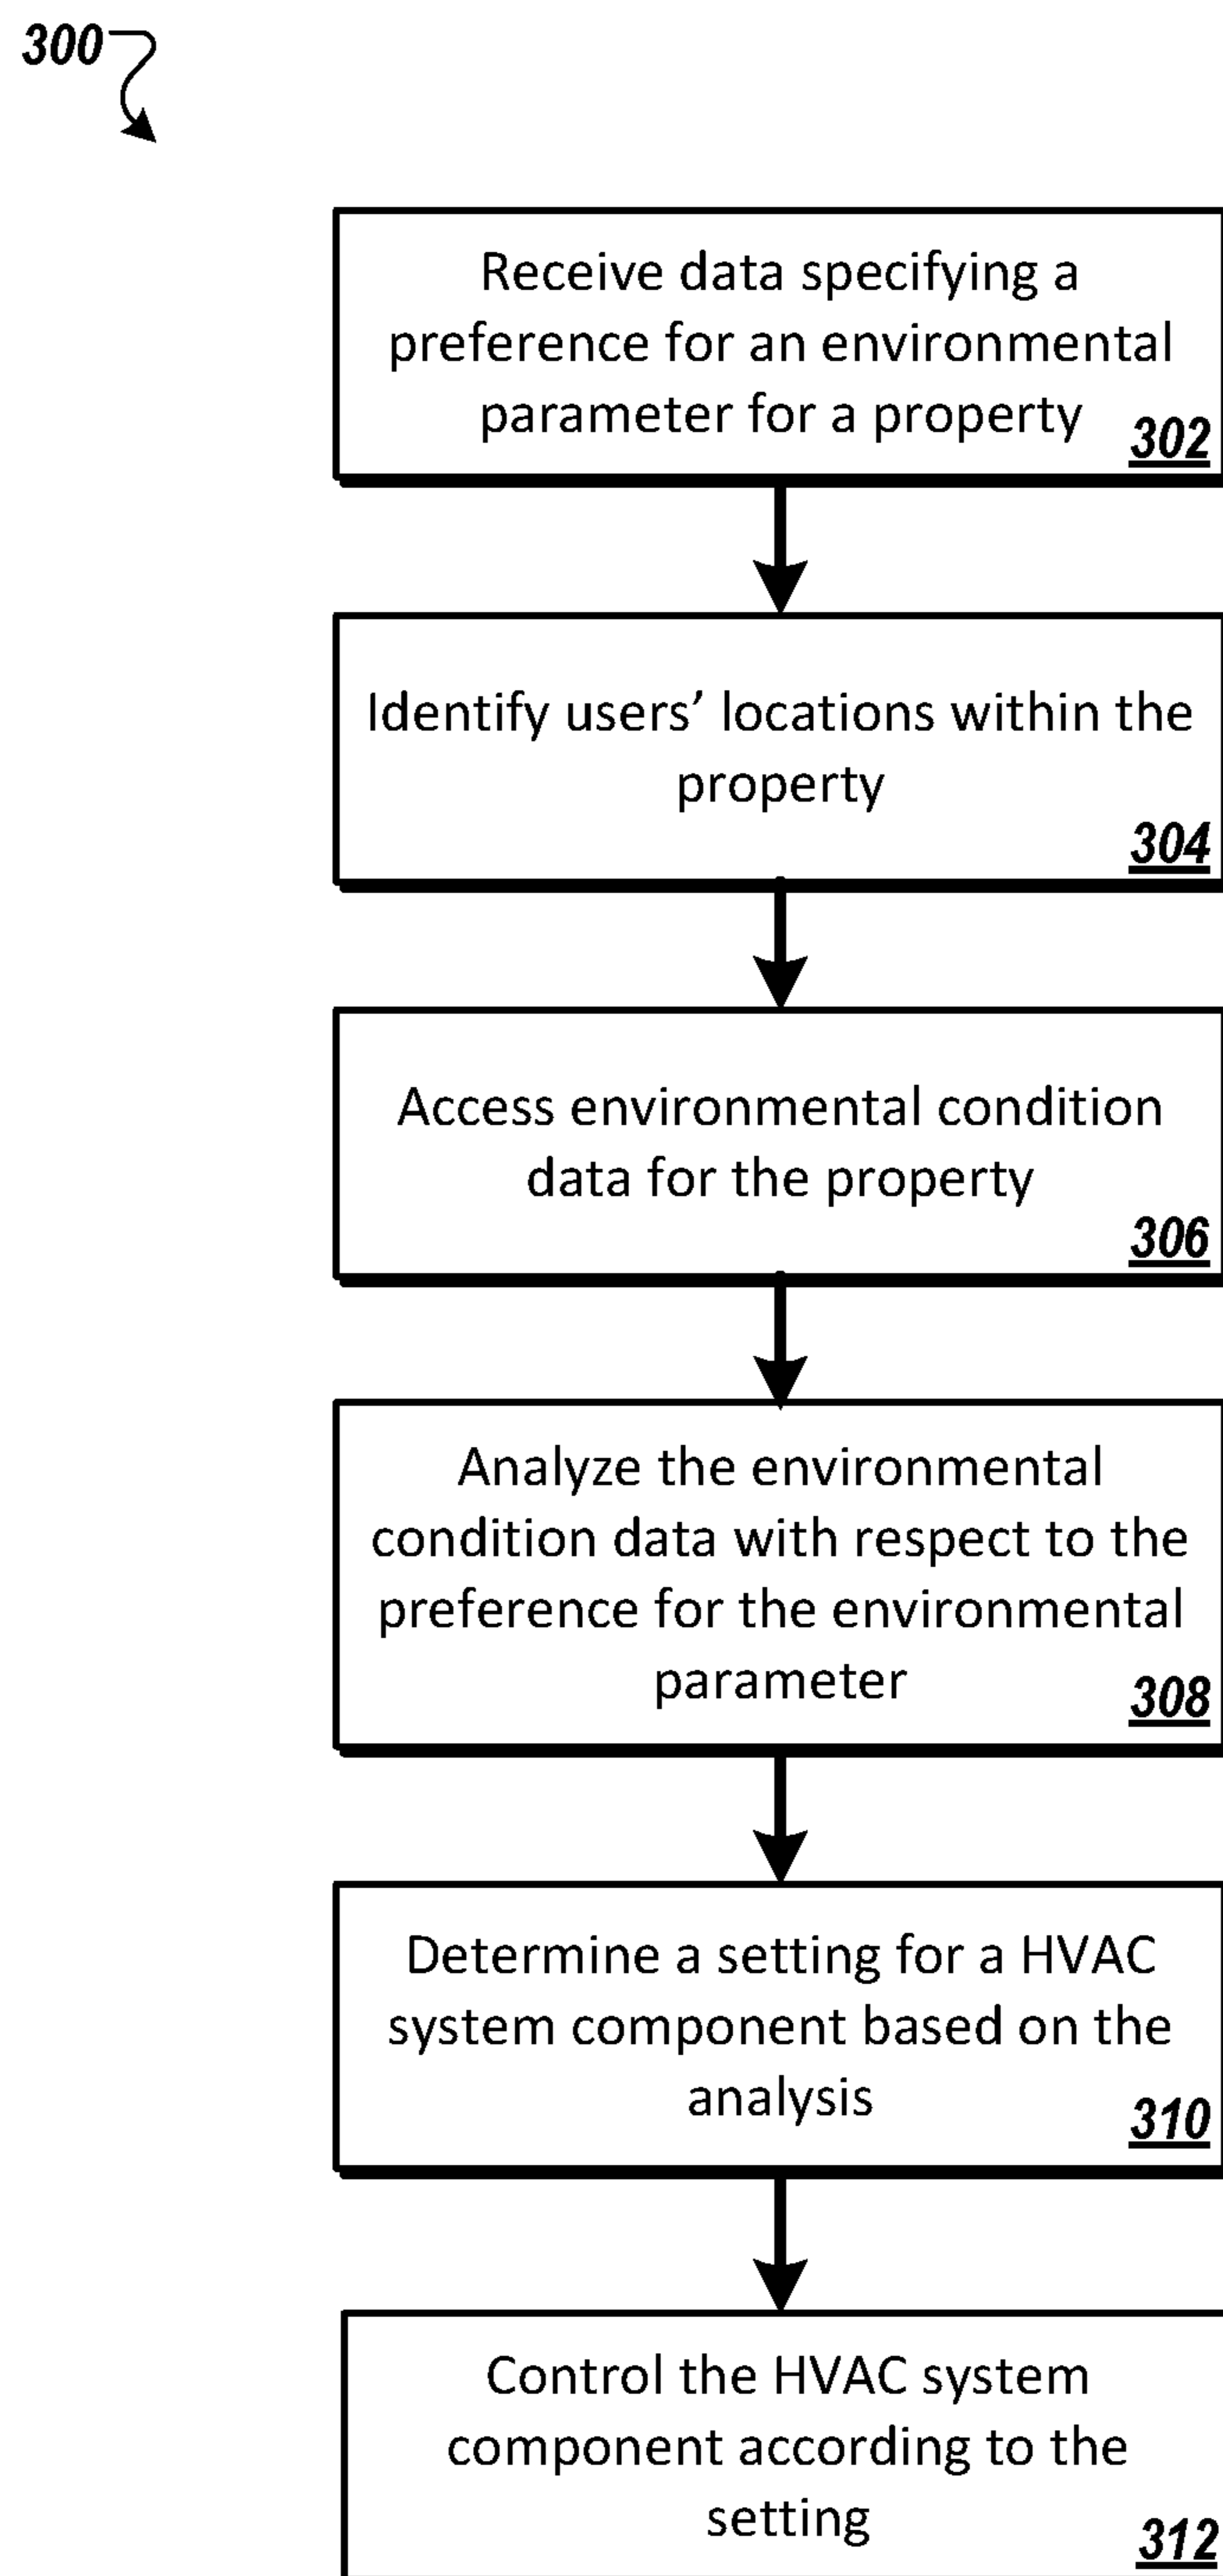 300
Receive data specifying a
preference for an environmental
parameter for a property
302
Identify users’ locations within the
property
304
Access environmental condition
data for the property
306
Analyze the environmental
condition data with respect to the
preference for the environmental
parameter
308
Determine a setting for a HVAC
system component based on the
analysis
310
Control the HVAC system
component according to the
setting
312